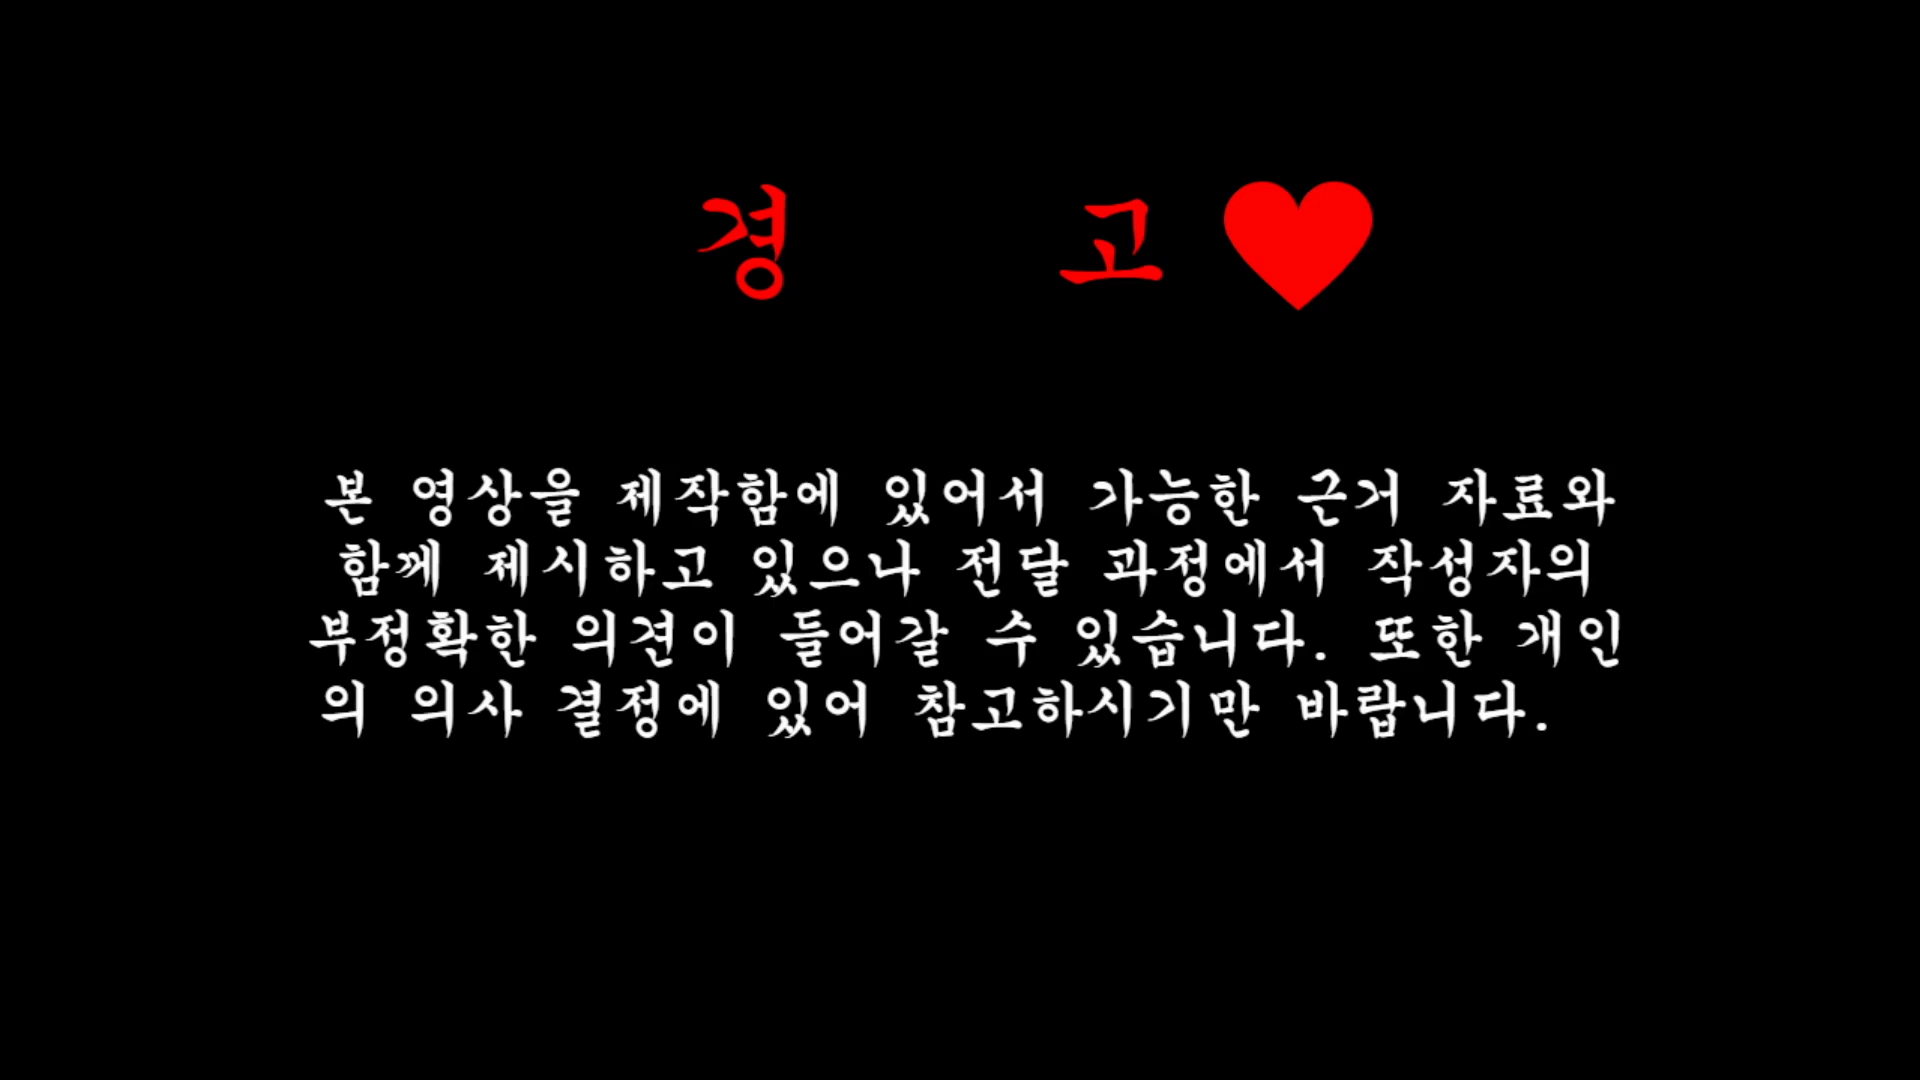 경 고♥
본 영상을 제작함에 있어서 가능한 근거 자료와
함께 제시하고 있으나 전달 과정에서 작성자의
부정확한 의견이 들어갈 수 있습니다. 또한 개인
의 의사 결정에 있어 참고하시기만 바랍니다.